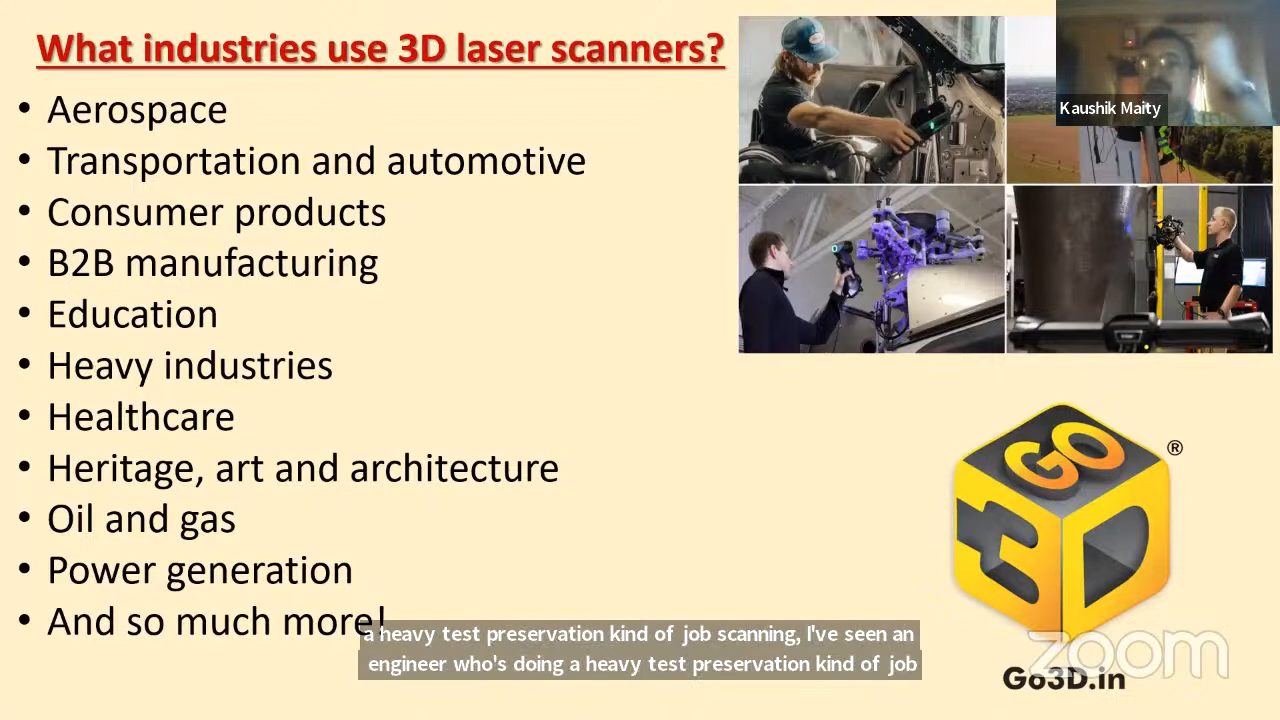 What industries use 3D laser scanners?
• Aerospace
• Transportation and automotive
• Consumer products
• B2B manufacturing
• Education
• Heavy industries
• Healthcare
• Heritage, art and architecture
• Oil and gas
• Power generation
• And so much more!
Kaushik Maity
GO
3D
®
Go3D.in
zoom
a heavy test preservation kind of job scanning, I've seen an
engineer who's doing a heavy test preservation kind of job